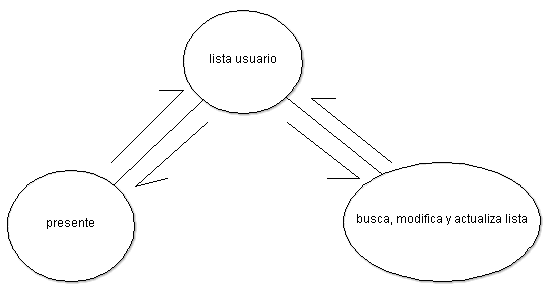 lista usuario
presente
busca, modifica y actualiza lista